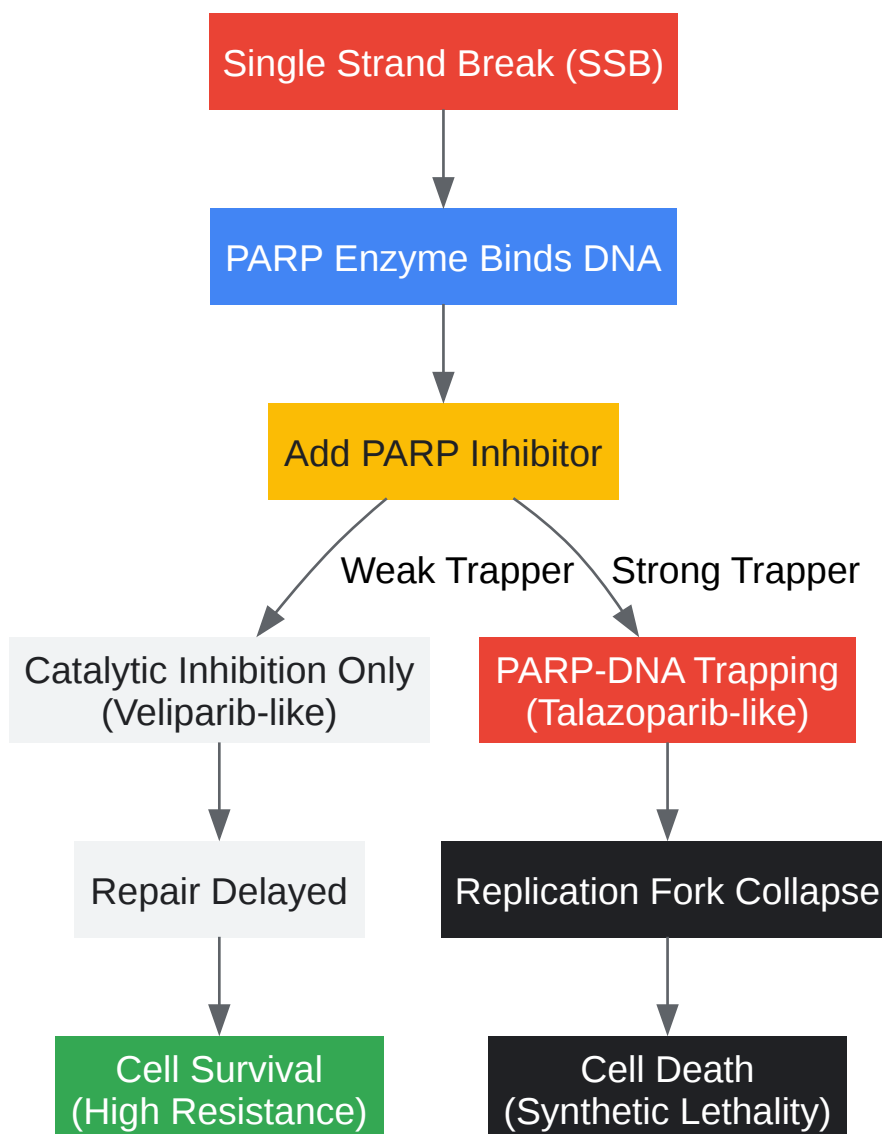 Single Strand Break (SSB)
PARP Enzyme Binds DNA
Add PARP Inhibitor
Weak Trapper
Strong Trapper
Catalytic Inhibition Only
(Veliparib-like)
PARP-DNA Trapping
(Talazoparib-like)
Repair Delayed
Replication Fork Collapse
Cell Survival
(High Resistance)
Cell Death
(Synthetic Lethality)